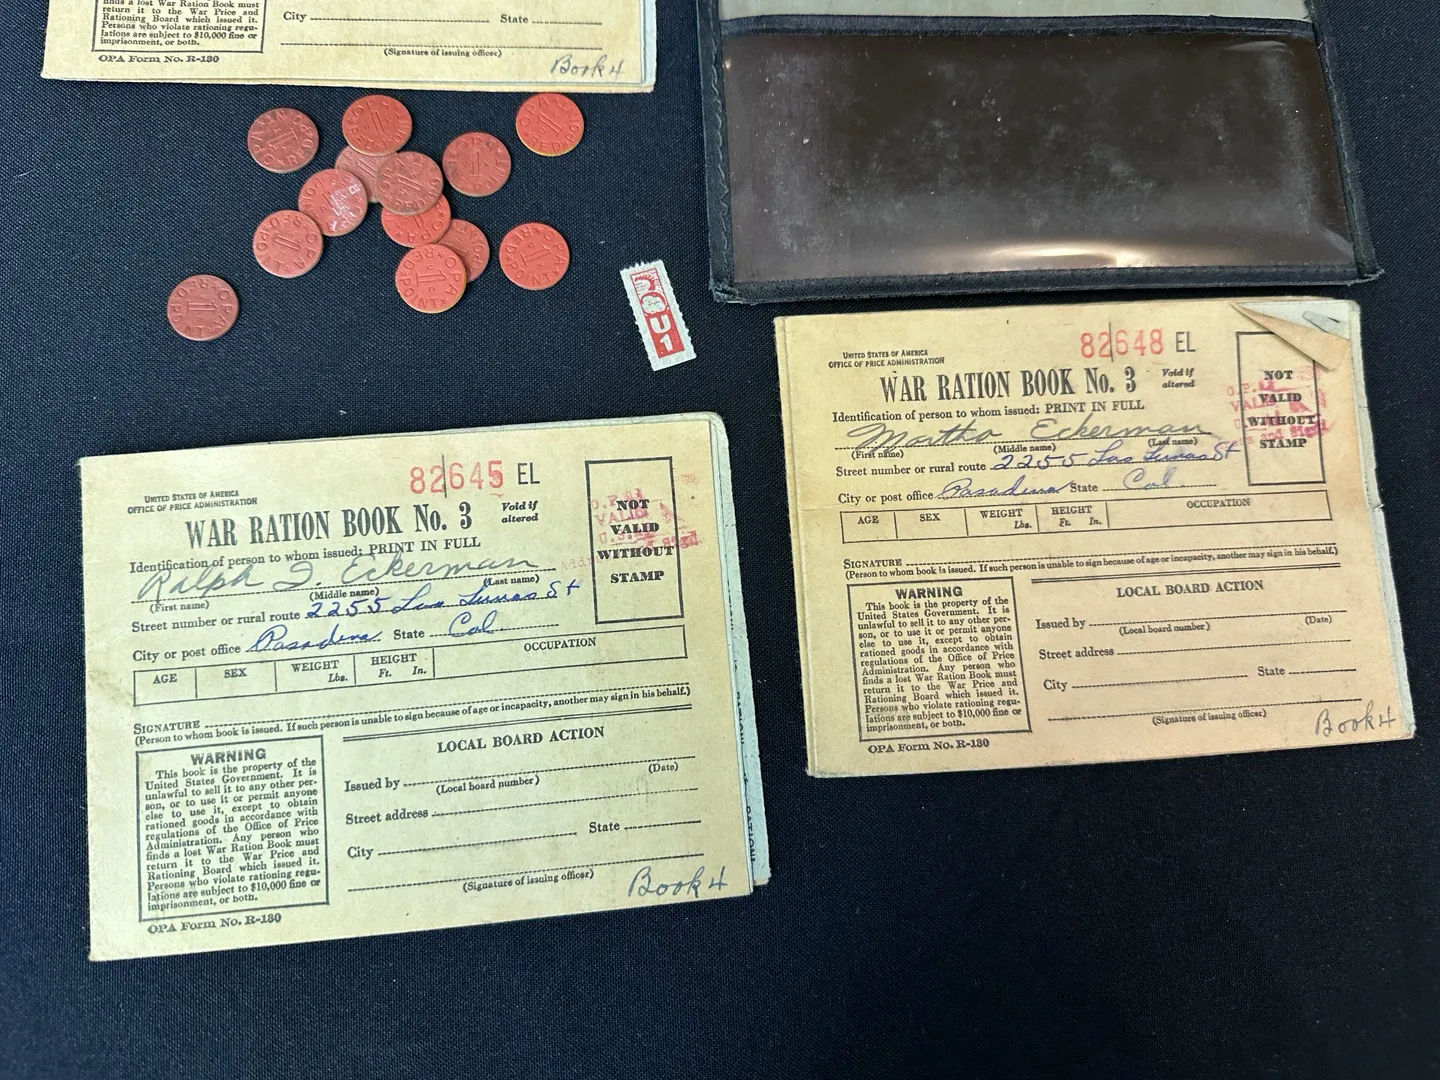 finds a lost War Ration Book must
return it to the War Price and
Rationing Board which issued it.
Persons who violate rationing regu-
lations are subject to $10,000 fine or
imprisonment, or both.
OPA Form No. R-130
City
State
(Signature of issuing officer)
Book 4
OPA RED POINT
1
U1
UNITED STATES OF AMERICA
OFFICE OF PRICE ADMINISTRATION
82648 EL
WAR RATION BOOK No. 3
Void if
altered
Identification of person to whom issued: PRINT IN FULL
Martha Eckerman
(First name) (Middle name) (Last name)
Street number or rural route 2255 Las Lunas St
City or post office Pasadena State Cal.
NOT
VALID
WITHOUT
STAMP
AGE SEX WEIGHT Lbs. HEIGHT Ft. In. OCCUPATION
SIGNATURE
(Person to whom book is issued. If such person is unable to sign because of age or incapacity, another may sign in his behalf.)
WARNING
This book is the property of the
United States Government. It is
unlawful to sell it to any other per-
son, or to use it or permit anyone
else to use it, except to obtain
rationed goods in accordance with
regulations of the Office of Price
Administration. Any person who
finds a lost War Ration Book must
return it to the War Price and
Rationing Board which issued it.
Persons who violate rationing regu-
lations are subject to $10,000 fine or
imprisonment, or both.
LOCAL BOARD ACTION
Issued by
(Local board number) (Date)
Street address
City State
(Signature of issuing officer)
OPA Form No. R-130
Book 4
UNITED STATES OF AMERICA
OFFICE OF PRICE ADMINISTRATION
82645 EL
WAR RATION BOOK No. 3
Void if
altered
Identification of person to whom issued: PRINT IN FULL
Ralph I. Eckerman
(First name) (Middle name) (Last name)
Street number or rural route 2255 Las Lunas St
City or post office Pasadena State Cal.
NOT
VALID
WITHOUT
STAMP
AGE SEX WEIGHT Lbs. HEIGHT Ft. In. OCCUPATION
SIGNATURE
(Person to whom book is issued. If such person is unable to sign because of age or incapacity, another may sign in his behalf.)
WARNING
This book is the property of the
United States Government. It is
unlawful to sell it to any other per-
son, or to use it or permit anyone
else to use it, except to obtain
rationed goods in accordance with
regulations of the Office of Price
Administration. Any person who
finds a lost War Ration Book must
return it to the War Price and
Rationing Board which issued it.
Persons who violate rationing regu-
lations are subject to $10,000 fine or
imprisonment, or both.
LOCAL BOARD ACTION
Issued by
(Local board number) (Date)
Street address
City State
(Signature of issuing officer)
OPA Form No. R-130
Book 4